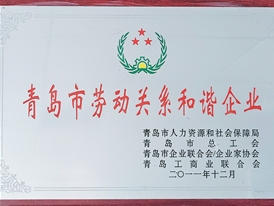 青岛市劳动关系和谐企业
青岛市人力资源和社会保障局
青岛市总工会
青岛市企业联合会/企业家协会
青岛工商业联合会
二〇一一年十二月